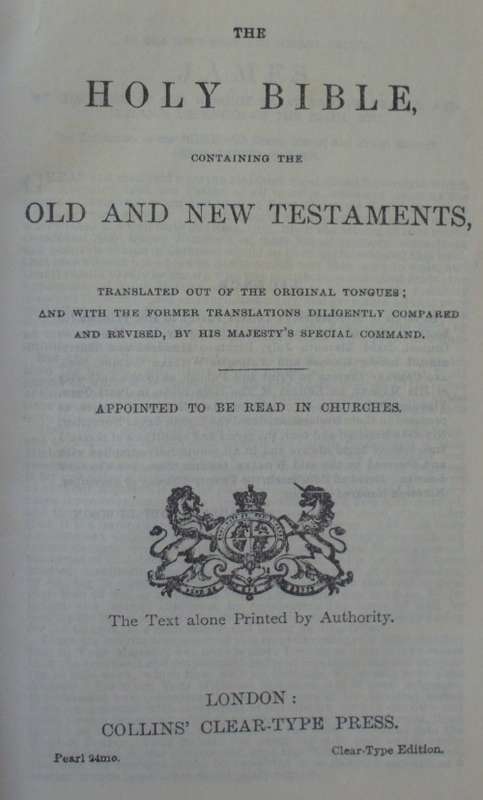 THE
HOLY BIBLE,
CONTAINING THE
OLD AND NEW TESTAMENTS,
TRANSLATED OUT OF THE ORIGINAL TONGUES;
AND WITH THE FORMER TRANSLATIONS DILIGENTLY COMPARED
AND REVISED, BY HIS MAJESTY'S SPECIAL COMMAND.
APPOINTED TO BE READ IN CHURCHES.
The Text alone Printed by Authority.
LONDON:
COLLINS' CLEAR-TYPE PRESS.
Pearl 24mo. Clear-Type Edition.